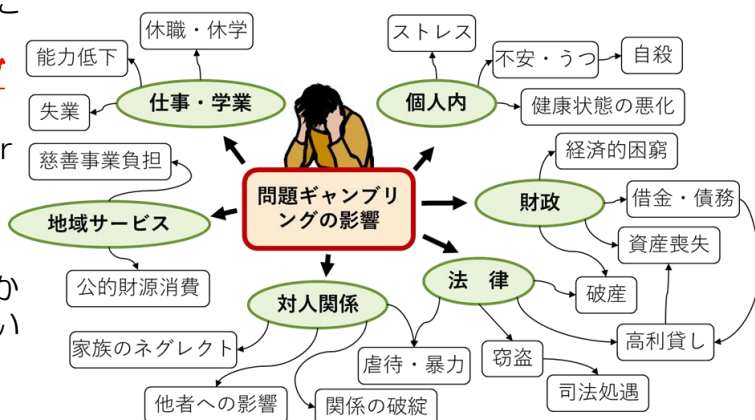 こ
r
か
い
休職・休学
能力低下
失業
仕事・学業
ストレス
不安・うつ
自殺
個人内
健康状態の悪化
慈善事業負担
地域サービス
公的財源消費
問題ギャンブリ
ングの影響
経済的困窮
財政
借金・債務
資産喪失
破産
高利貸し
法 律
対人関係
家族のネグレクト
他者への影響
関係の破綻
虐待・暴力
窃盗
司法処遇